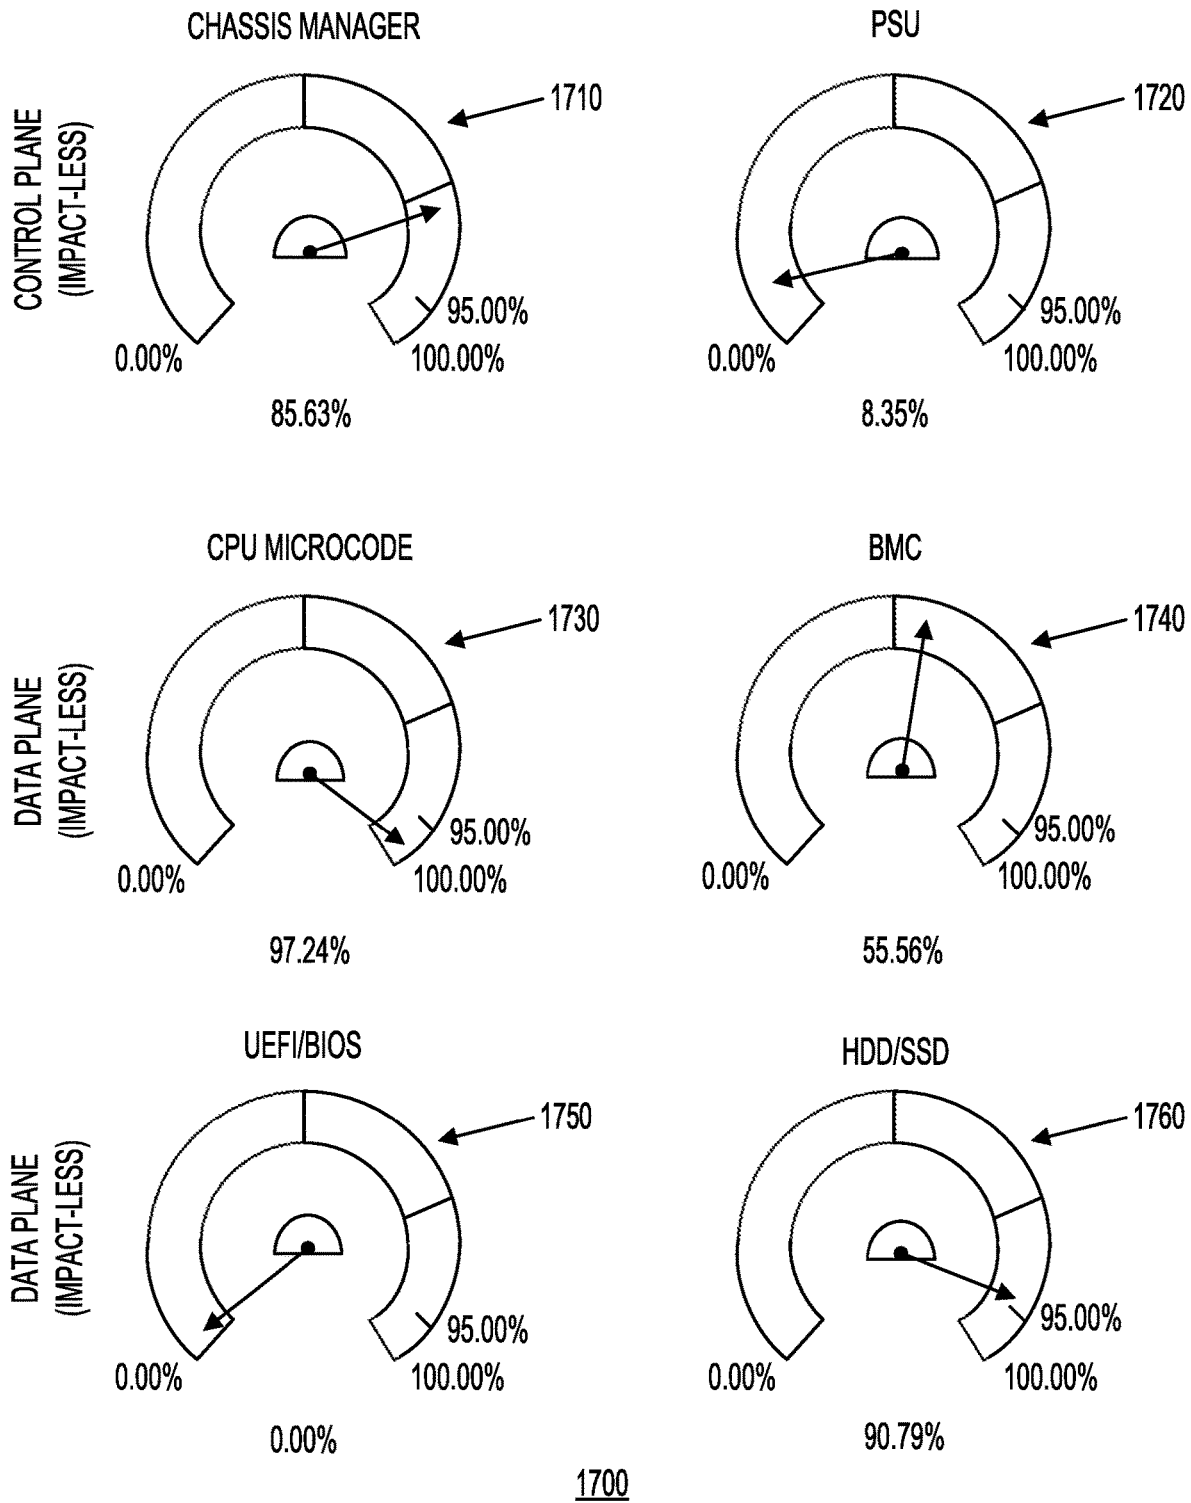 CHASSIS MANAGER
PSU
CONTROL PLANE
(IMPACT-LESS)
1710
1720
95.00%
0.00%
100.00%
85.63%
95.00%
0.00%
100.00%
8.35%
CPU MICROCODE
BMC
DATA PLANE
(IMPACT-LESS)
1730
1740
95.00%
0.00%
100.00%
97.24%
95.00%
0.00%
100.00%
55.56%
UEFI/BIOS
HDD/SSD
DATA PLANE
(IMPACT-LESS)
1750
1760
95.00%
0.00%
100.00%
0.00%
95.00%
0.00%
100.00%
90.79%
1700